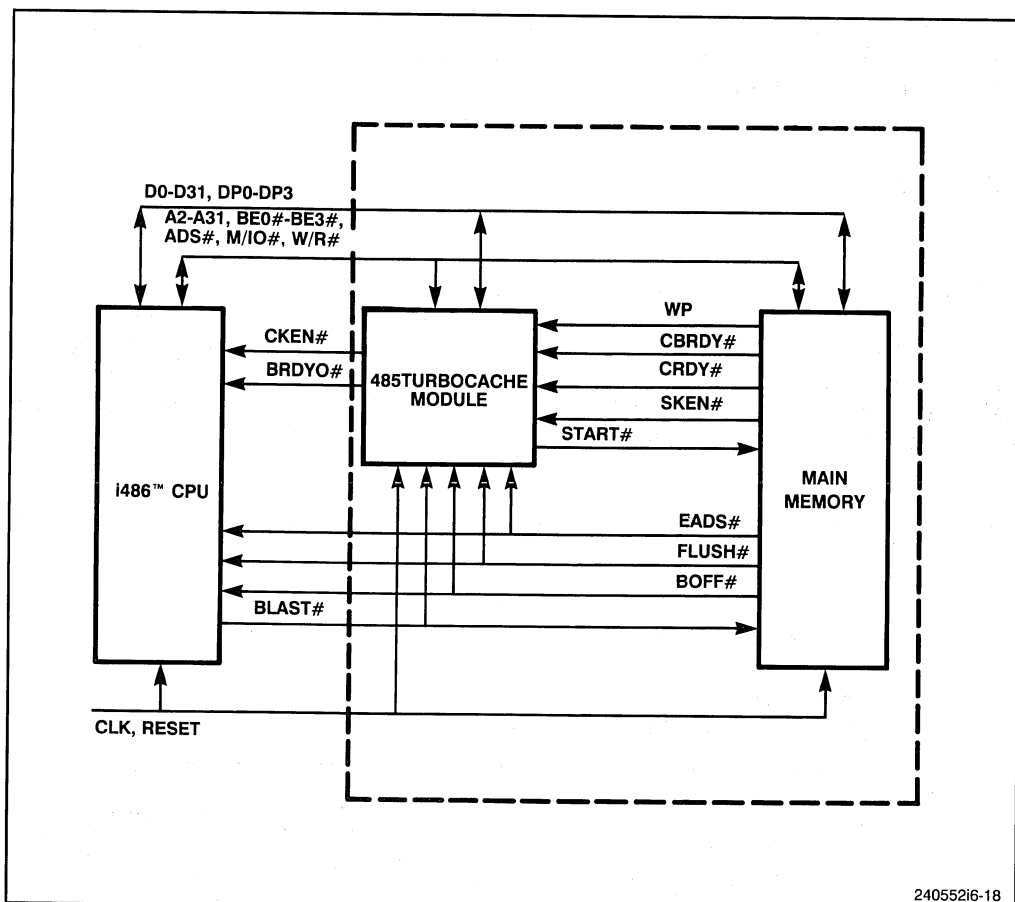 D0-D31, DP0-DP3
A2-A31, BE0#-BE3#,
ADS#, M/IO#, W/R#
WP
CKEN#
CBRDY#
BRDYO#
485TURBOCACHE
MODULE
CRDY#
SKEN#
START#
i486™ CPU
MAIN
MEMORY
EADS#
FLUSH#
BOFF#
BLAST#
CLK, RESET
240552i6-18